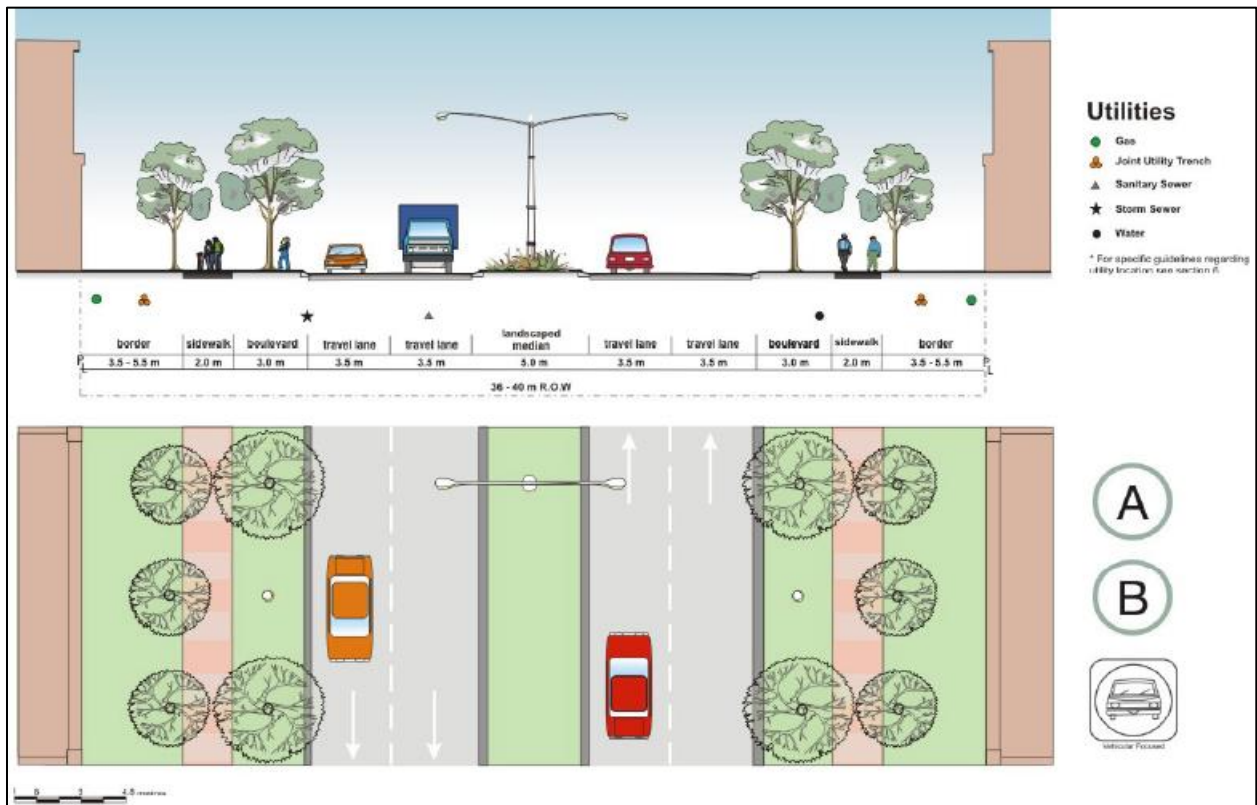 Utilities
Gas
Joint Utility Trench
Sanitary Sewer
Storm Sewer
Water
* For specific guidelines regarding
utility location see section 6
border sidewalk boulevard travel lane travel lane landscaped median travel lane travel lane boulevard sidewalk border
P L 3.5 - 5.5 m 2.0 m 3.0 m 3.5 m 3.5 m 5.0 m 3.5 m 3.5 m 3.0 m 2.0 m 3.5 - 5.5 m P L
36 - 40 m R.O.W
A
B
Vehicular Focused
metres